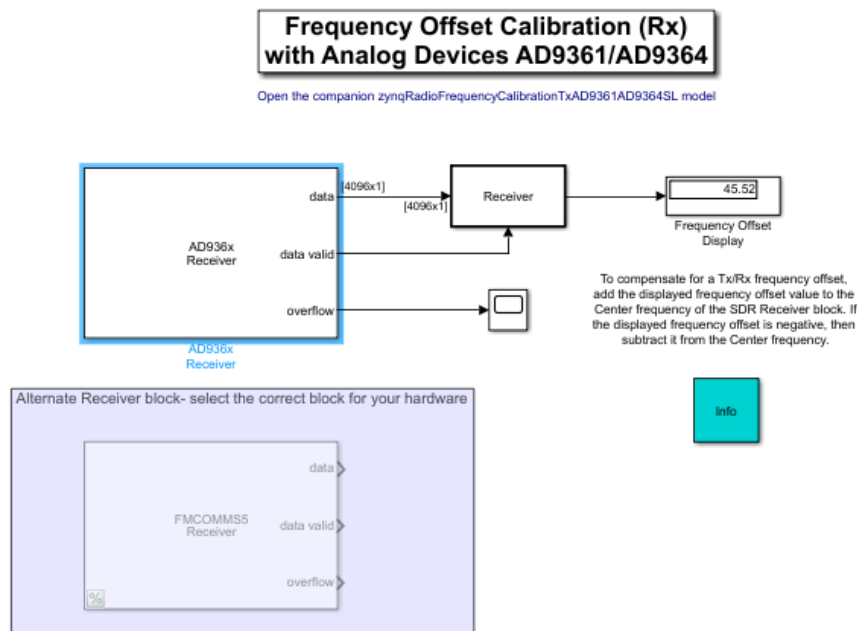 Frequency Offset Calibration (Rx)
with Analog Devices AD9361/AD9364
Open the companion zynqRadioFrequencyCalibrationTxAD9361AD9364SL model
data
[4096x1]
[4096x1]
Receiver
45.52
Frequency Offset
Display
AD936x
Receiver
data valid
overflow
AD936x
Receiver
To compensate for a Tx/Rx frequency offset,
add the displayed frequency offset value to the
Center frequency of the SDR Receiver block. If
the displayed frequency offset is negative, then
subtract it from the Center frequency.
Info
Alternate Receiver block- select the correct block for your hardware
data
FMCOMMS5
Receiver
data valid
overflow
%